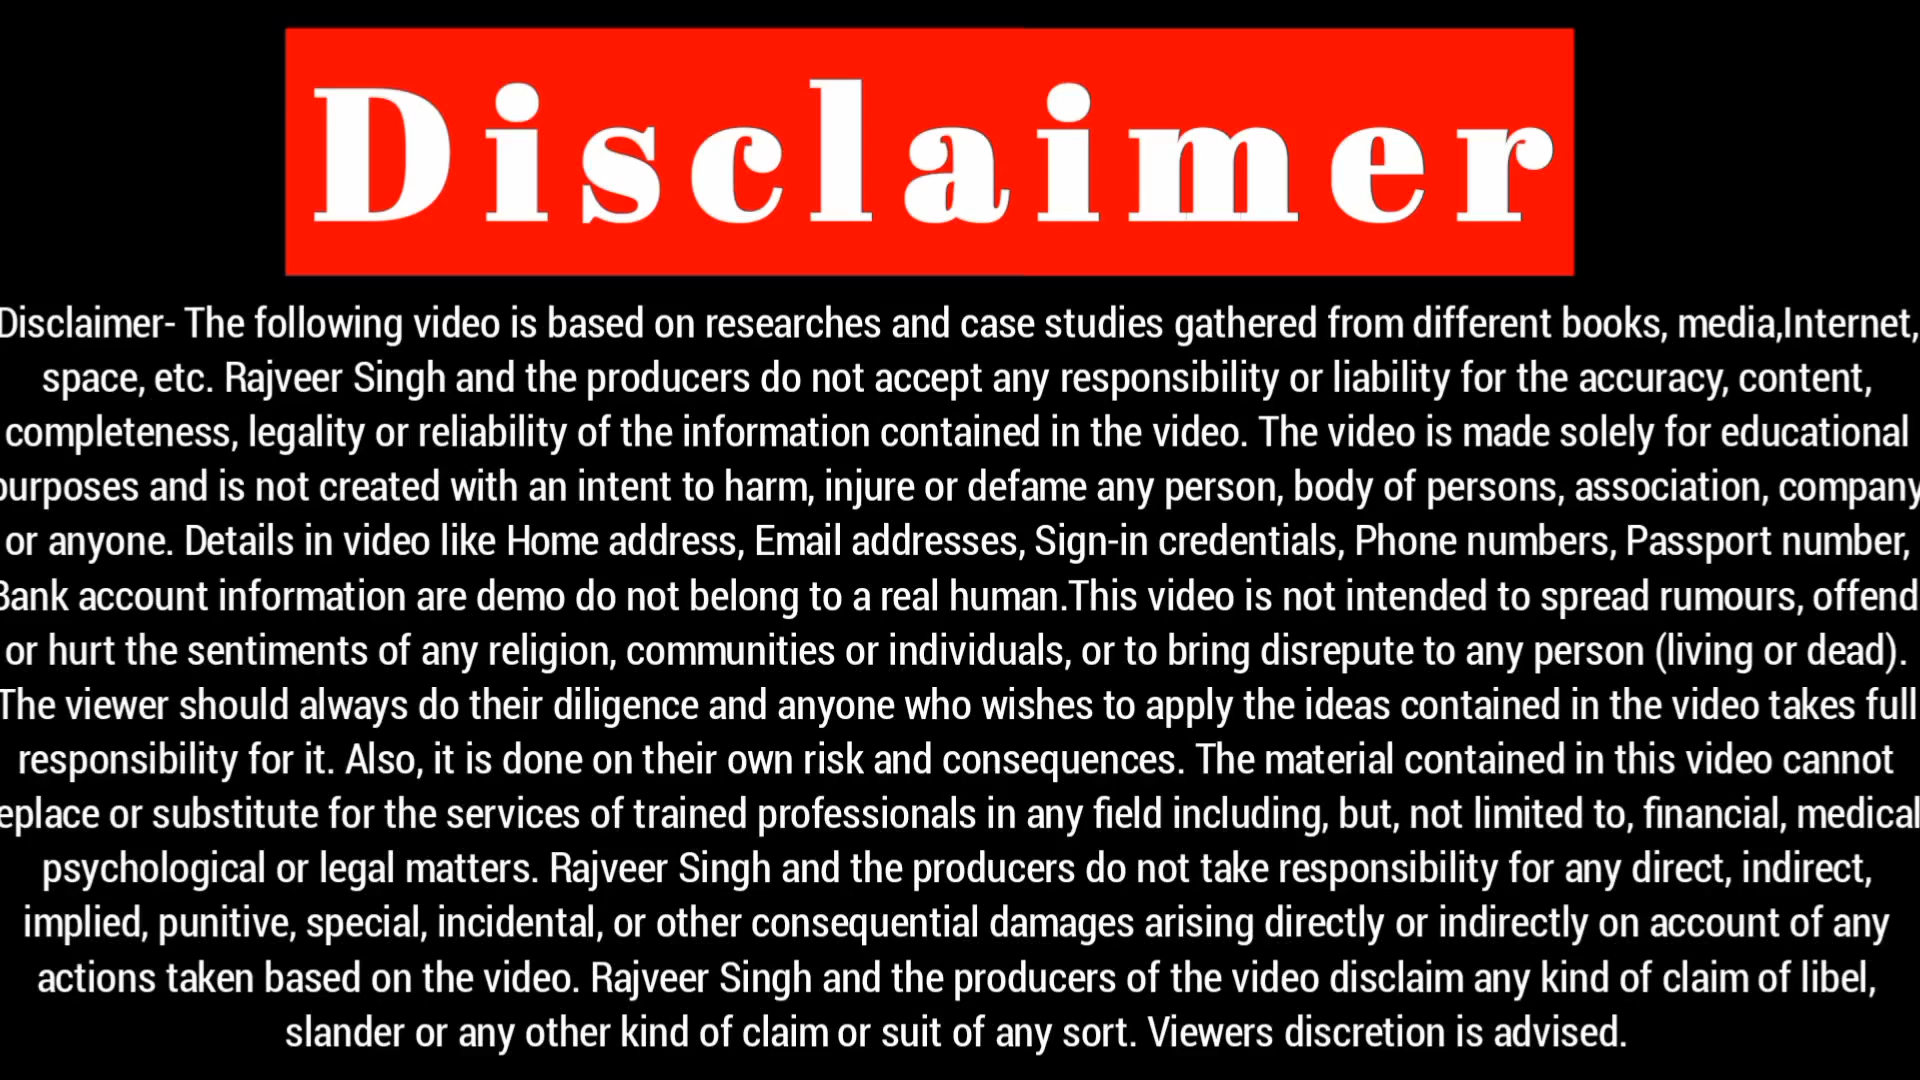 Disclaimer
Disclaimer- The following video is based on researches and case studies gathered from different books, media,Internet,
space, etc. Rajveer Singh and the producers do not accept any responsibility or liability for the accuracy, content,
completeness, legality or reliability of the information contained in the video. The video is made solely for educational
purposes and is not created with an intent to harm, injure or defame any person, body of persons, association, company
or anyone. Details in video like Home address, Email addresses, Sign-in credentials, Phone numbers, Passport number,
Bank account information are demo do not belong to a real human.This video is not intended to spread rumours, offend
or hurt the sentiments of any religion, communities or individuals, or to bring disrepute to any person (living or dead).
The viewer should always do their diligence and anyone who wishes to apply the ideas contained in the video takes full
responsibility for it. Also, it is done on their own risk and consequences. The material contained in this video cannot
eplace or substitute for the services of trained professionals in any field including, but, not limited to, financial, medical
psychological or legal matters. Rajveer Singh and the producers do not take responsibility for any direct, indirect,
implied, punitive, special, incidental, or other consequential damages arising directly or indirectly on account of any
actions taken based on the video. Rajveer Singh and the producers of the video disclaim any kind of claim of libel,
slander or any other kind of claim or suit of any sort. Viewers discretion is advised.